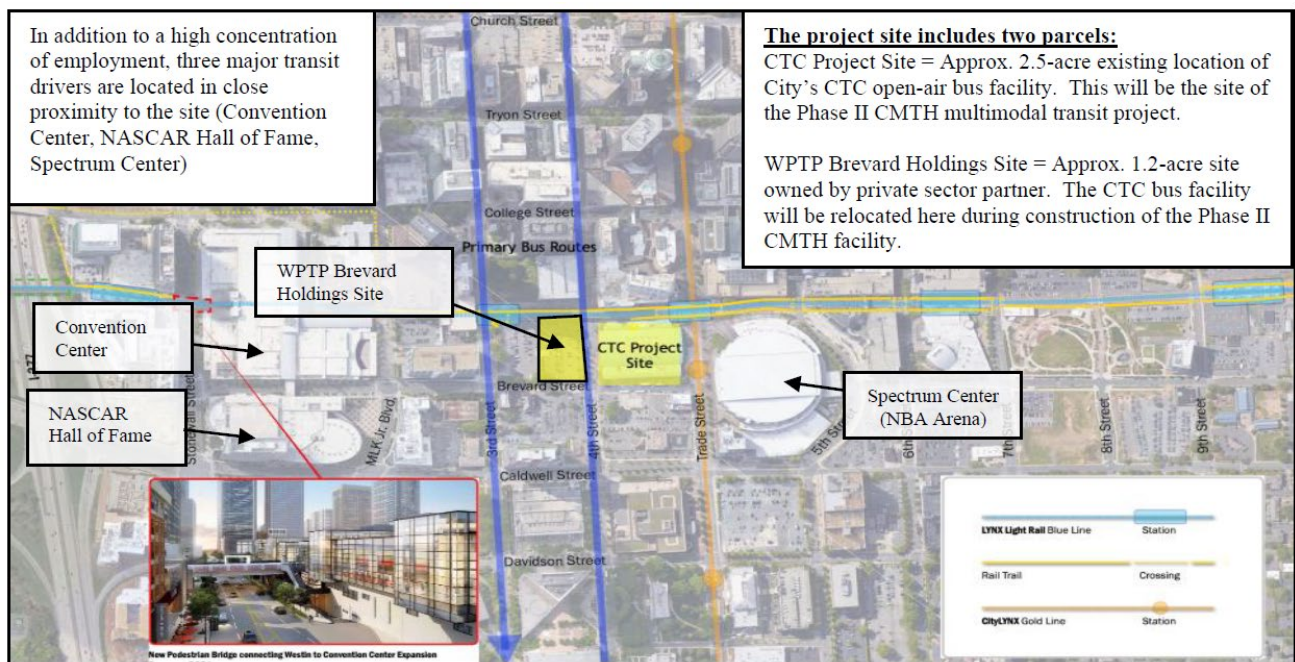 In addition to a high concentration
of employment, three major transit
drivers are located in close
proximity to the site (Convention
Center, NASCAR Hall of Fame,
Spectrum Center)
The project site includes two parcels:
CTC Project Site = Approx. 2.5-acre existing location of
City's CTC open-air bus facility.  This will be the site of
the Phase II CMTH multimodal transit project.
WPTP Brevard Holdings Site = Approx. 1.2-acre site
owned by private sector partner.  The CTC bus facility
will be relocated here during construction of the Phase II
CMTH facility.
Church Street
Tryon Street
College Street
Primary Bus Routes
WPTP Brevard
Holdings Site
Convention
Center
NASCAR
Hall of Fame
CTC Project
Site
Brevard Street
Spectrum Center
(NBA Arena)
I-277
Stonewall Street
MLK Jr. Blvd.
3rd Street
4th Street
Trade Street
5th Street
6th Street
7th Street
8th Street
9th Street
Caldwell Street
Davidson Street
LYNX Light Rail Blue Line
Station
Rail Trail
Crossing
CityLYNX Gold Line
Station
New Pedestrian Bridge connecting Westin to Convention Center Expansion